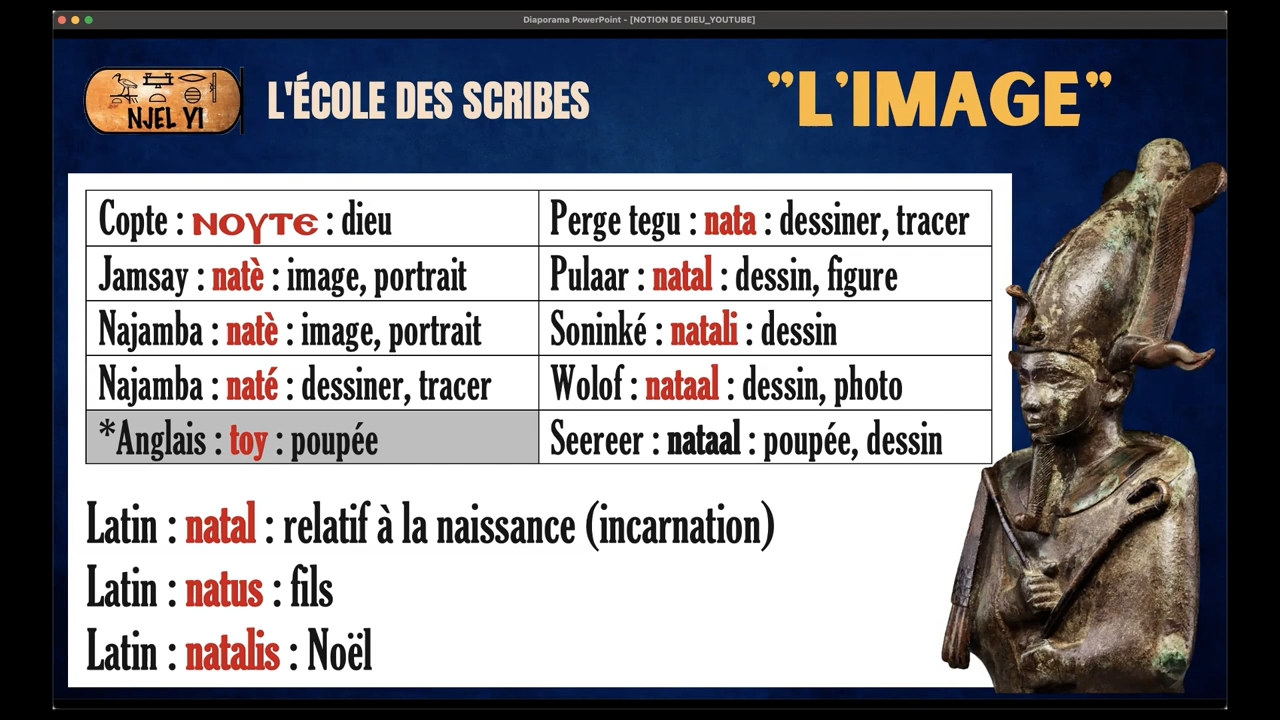 Diaporama PowerPoint - [NOTION DE DIEU_YOUTUBE]
NJEL YI
L'ÉCOLE DES SCRIBES
"L'IMAGE"
Copte : ⲛⲟⲩⲧⲉ : dieu
Perge tegu : nata : dessiner, tracer
Jamsay : natè : image, portrait
Pulaar : natal : dessin, figure
Najamba : natè : image, portrait
Soninké : natali : dessin
Najamba : naté : dessiner, tracer
Wolof : nataal : dessin, photo
*Anglais : toy : poupée
Seereer : nataal : poupée, dessin
Latin : natal : relatif à la naissance (incarnation)
Latin : natus : fils
Latin : natalis : Noël